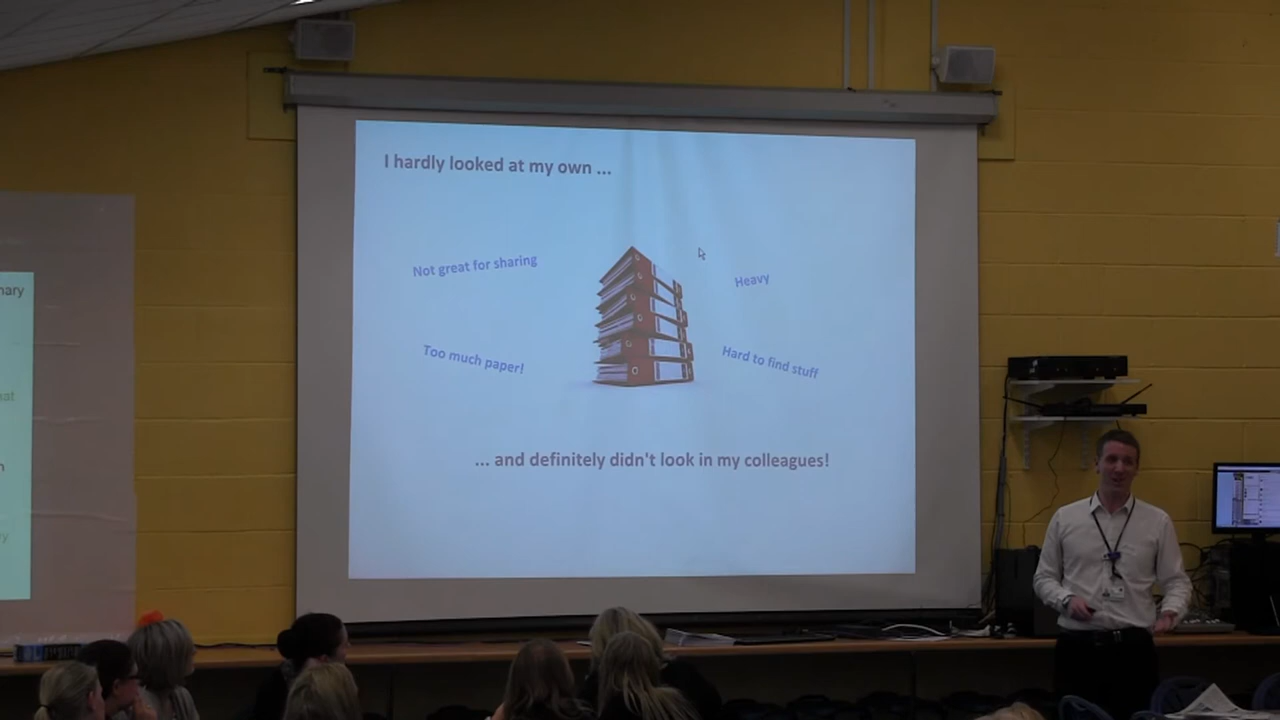 I hardly looked at my own ...
Not great for sharing
Heavy
Too much paper!
Hard to find stuff
... and definitely didn't look in my colleagues!